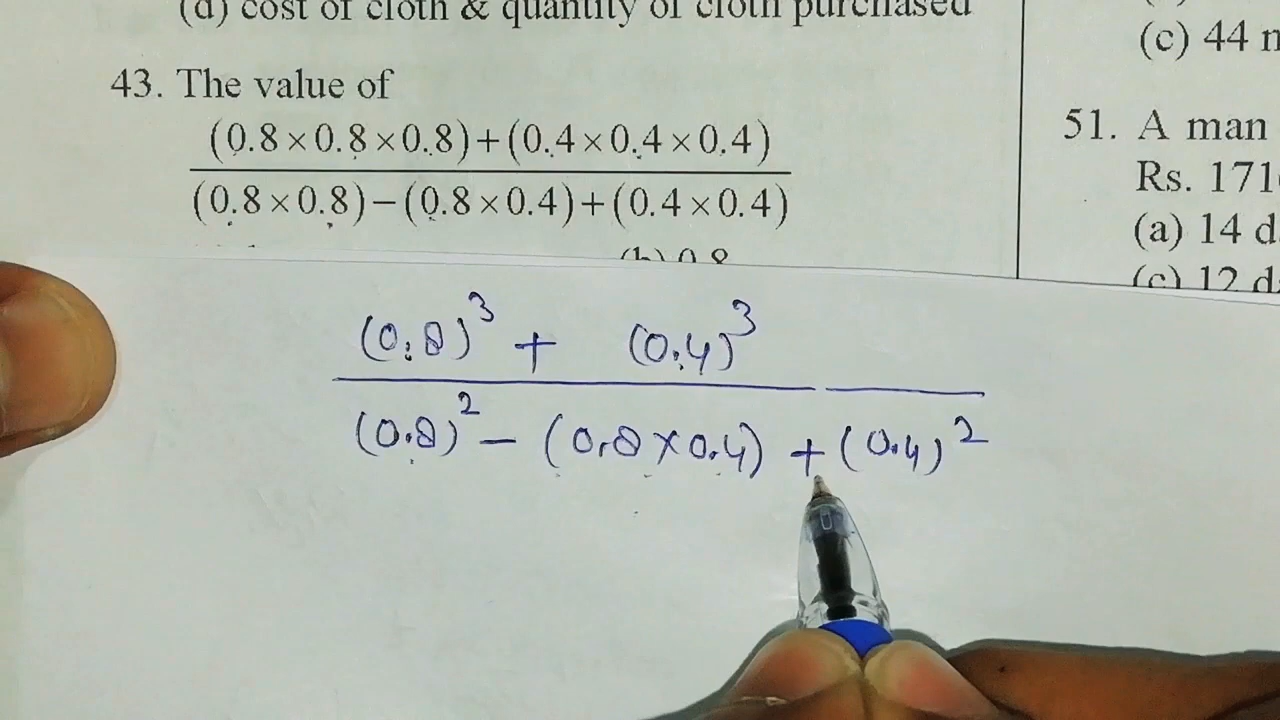 (d) cost of cloth & quantity of cloth purchased
43. The value of
(0.8×0.8×0.8)+(0.4×0.4×0.4)
(0.8×0.8)−(0.8×0.4)+(0.4×0.4)
(b) 0.8
(0.8)³ + (0.4)³
(0.8)² − (0.8×0.4) + (0.4)²
(c) 44
51. A man
Rs. 171
(a) 14 d
(c) 12 d